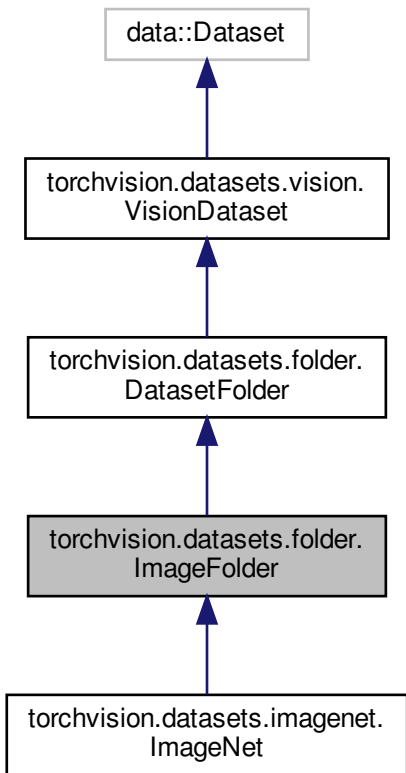 data::Dataset
torchvision.datasets.vision.
VisionDataset
torchvision.datasets.folder.
DatasetFolder
torchvision.datasets.folder.
ImageFolder
torchvision.datasets.imagenet.
ImageNet